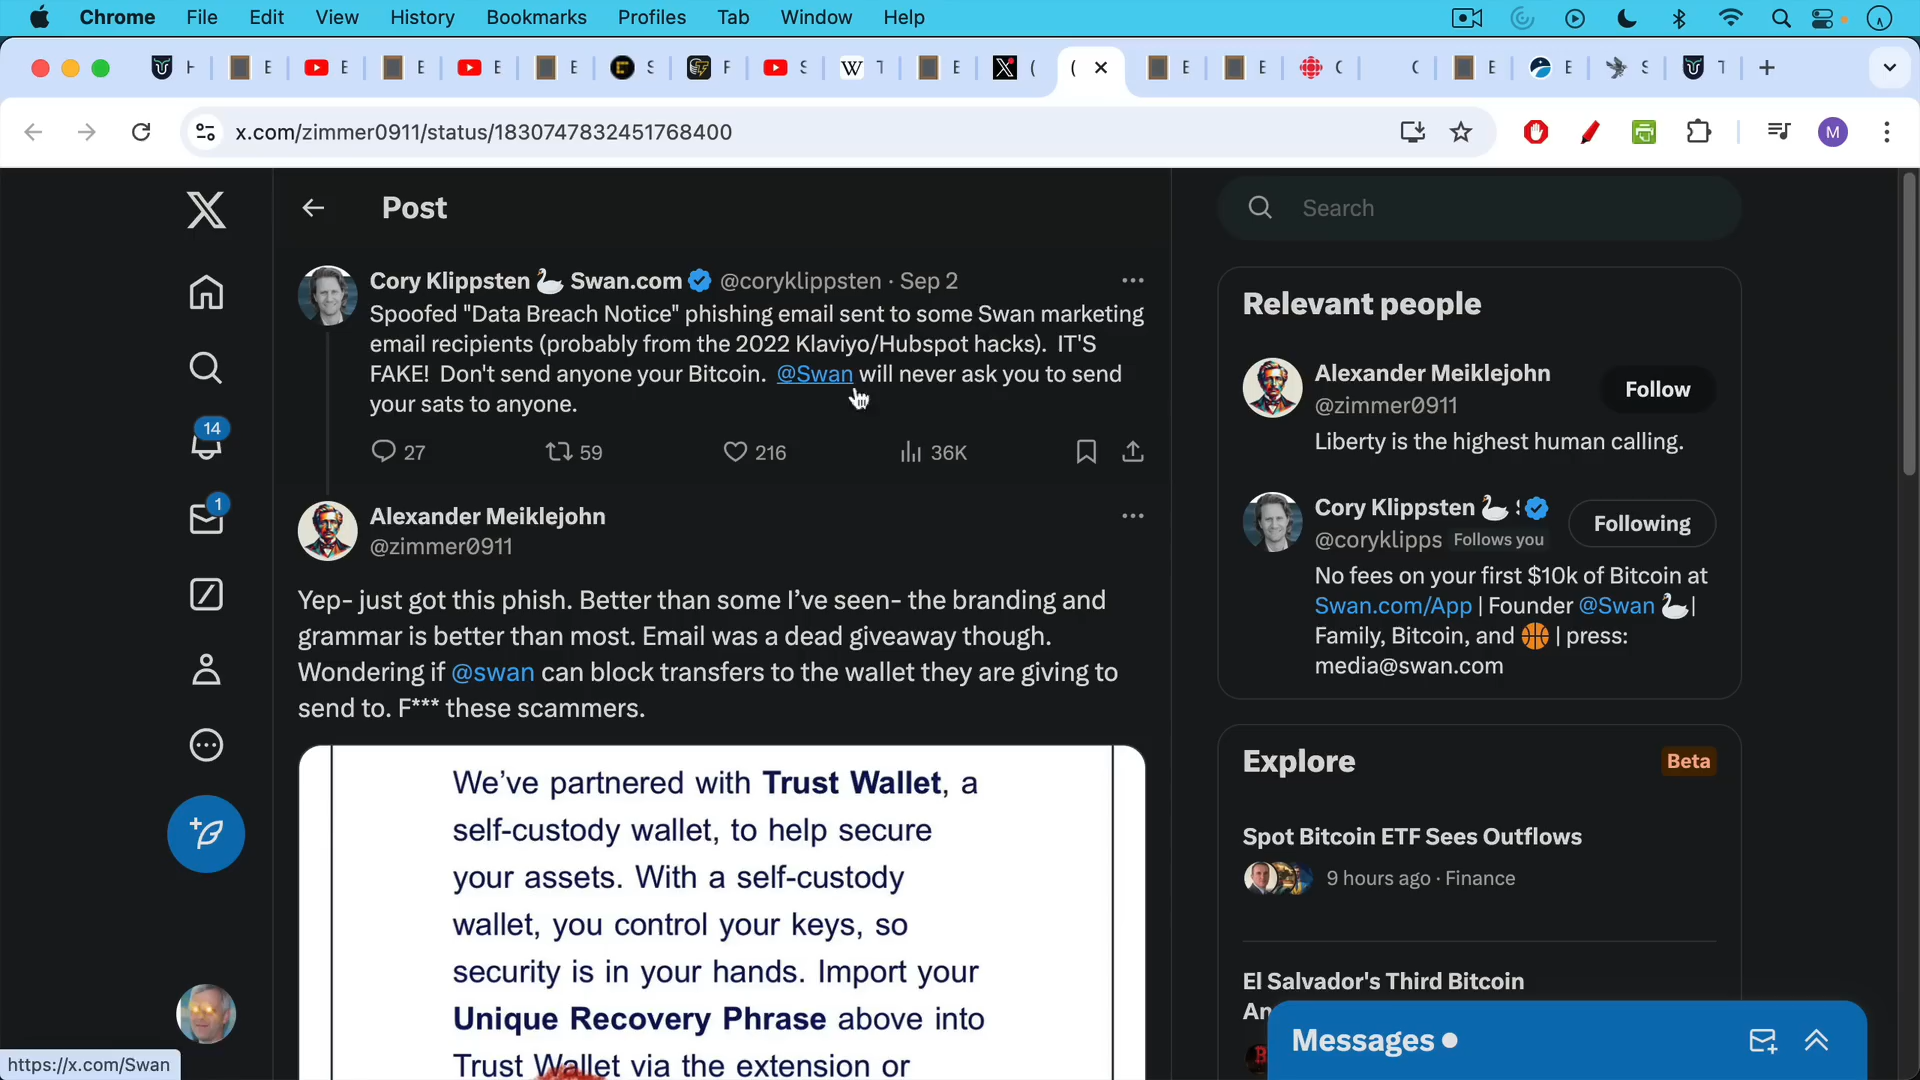 Chrome File Edit View History Bookmarks Profiles Tab Window Help
H E E E E E S F S T E ( ( E E C C E E S T
x.com/zimmer0911/status/1830747832451768400
M
Post
Search
Cory Klippsten Swan.com @coryklippsten · Sep 2
Spoofed "Data Breach Notice" phishing email sent to some Swan marketing
email recipients (probably from the 2022 Klaviyo/Hubspot hacks). IT'S
FAKE! Don't send anyone your Bitcoin. @Swan will never ask you to send
your sats to anyone.
27 59 216 36K
14
1
Alexander Meiklejohn
@zimmer0911
Yep- just got this phish. Better than some I’ve seen- the branding and
grammar is better than most. Email was a dead giveaway though.
Wondering if @swan can block transfers to the wallet they are giving to
send to. F*** these scammers.
We’ve partnered with Trust Wallet, a
self-custody wallet, to help secure
your assets. With a self-custody
wallet, you control your keys, so
security is in your hands. Import your
Unique Recovery Phrase above into
Trust Wallet via the extension or
Relevant people
Alexander Meiklejohn
@zimmer0911
Follow
Liberty is the highest human calling.
Cory Klippsten
@coryklipps Follows you
Following
No fees on your first $10k of Bitcoin at
Swan.com/App | Founder @Swan |
Family, Bitcoin, and | press:
media@swan.com
Explore
Beta
Spot Bitcoin ETF Sees Outflows
9 hours ago · Finance
El Salvador's Third Bitcoin
An
Messages
https://x.com/Swan